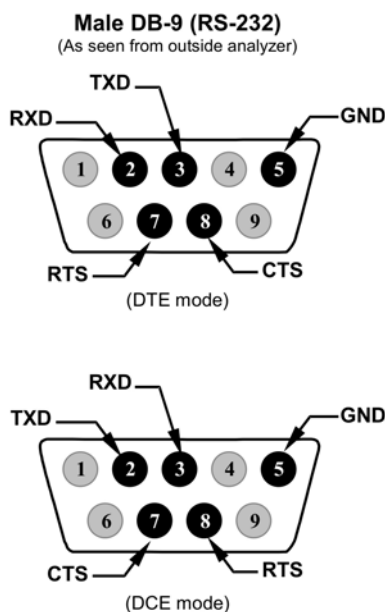 Male DB-9 (RS-232)
(As seen from outside analyzer)
TXD
RXD
GND
1 2 3 4 5
6 7 8 9
RTS
CTS
(DTE mode)
RXD
TXD
GND
1 2 3 4 5
6 7 8 9
CTS
RTS
(DCE mode)